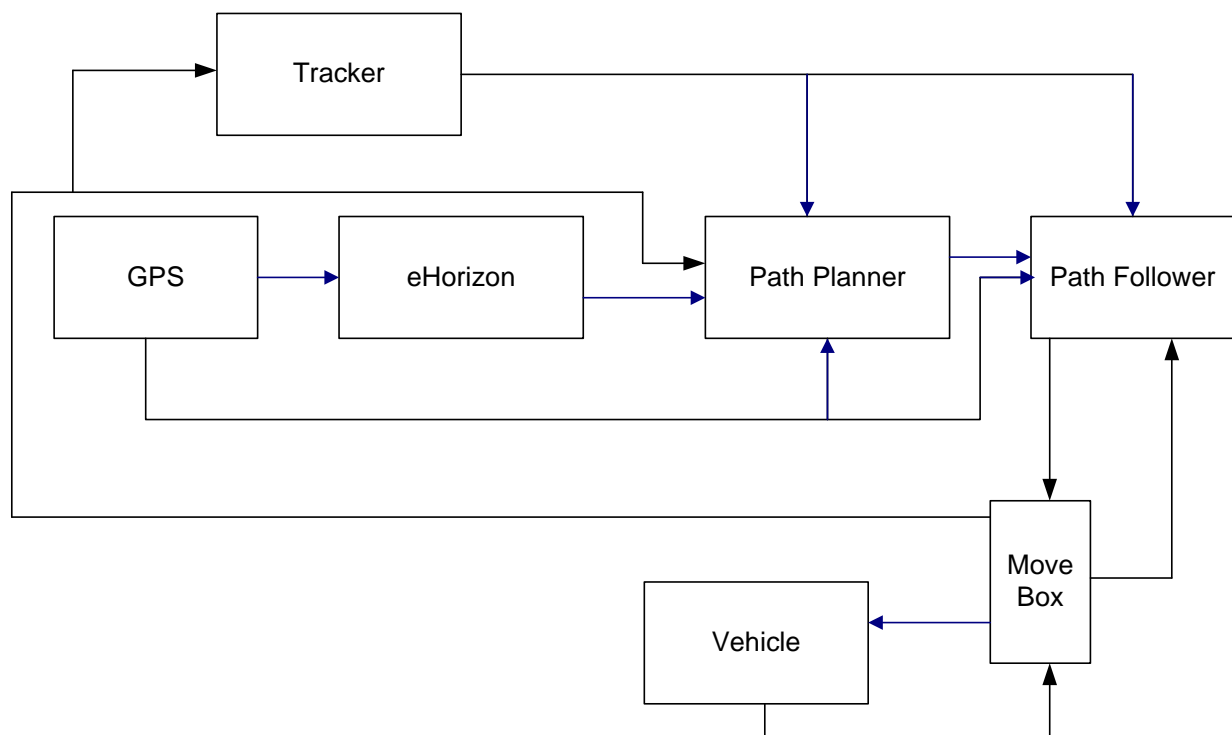 Tracker
GPS
eHorizon
Path Planner
Path Follower
Move
Box
Vehicle